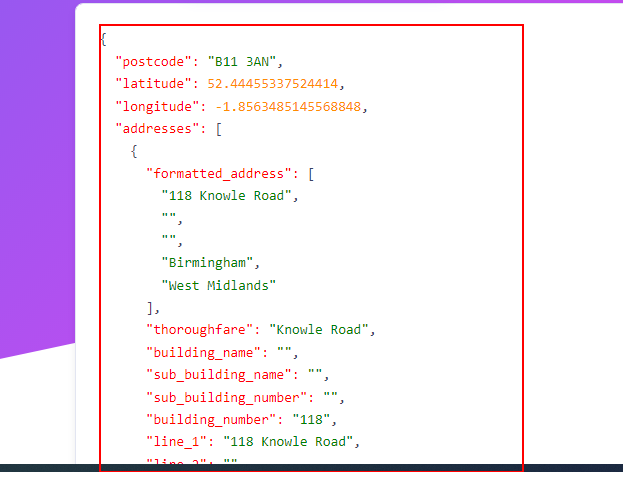 {
"postcode": "B11 3AN",
"latitude": 52.44455337524414,
"longitude": -1.8563485145568848,
"addresses": [
{
"formatted_address": [
"118 Knowle Road",
"",
"",
"Birmingham",
"West Midlands"
],
"thoroughfare": "Knowle Road",
"building_name": "",
"sub_building_name": "",
"sub_building_number": "",
"building_number": "118",
"line_1": "118 Knowle Road",
"line_2": ""